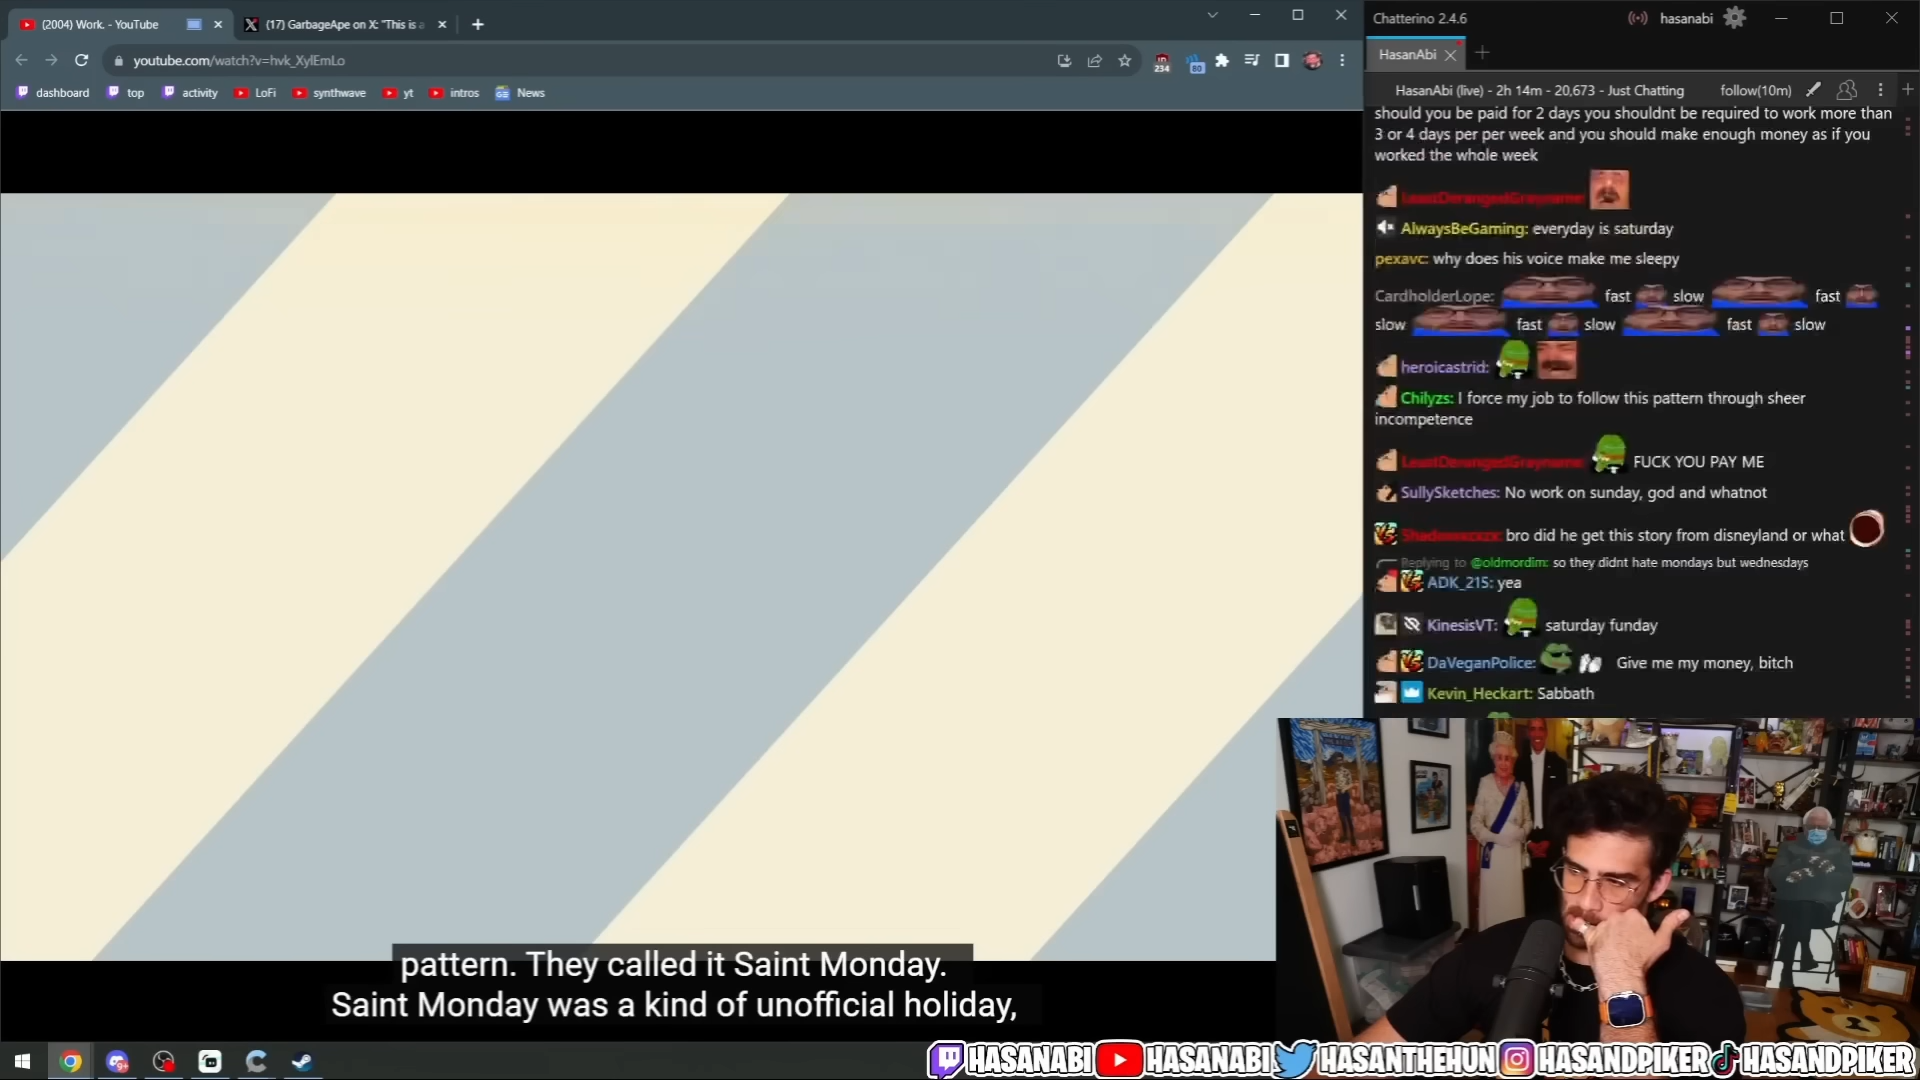 (2004) Work. - YouTube
(17) GarbageApe on X: "This is a
youtube.com/watch?v=hvk_XylEmLo
234
80
dashboard
top
activity
LoFi
synthwave
yt
intros
News
pattern. They called it Saint Monday.
Saint Monday was a kind of unofficial holiday,
Chatterino 2.4.6
hasanabi
HasanAbi
HasanAbi (live) - 2h 14m - 20,673 - Just Chatting
follow(10m)
should you be paid for 2 days you shouldnt be required to work more than
3 or 4 days per per week and you should make enough money as if you
worked the whole week
LeastDerangedGrayname:
AlwaysBeGaming: everyday is saturday
pexavc: why does his voice make me sleepy
CardholderLope: fast slow fast
slow fast slow fast slow
heroicastrid:
Chilyzs: I force my job to follow this pattern through sheer
incompetence
LeastDerangedGrayname: FUCK YOU PAY ME
SullySketches: No work on sunday, god and whatnot
bro did he get this story from disneyland or what
Replying to @oldmordim: so they didnt hate mondays but wednesdays
ADK_215: yea
KinesisVT: saturday funday
DaVeganPolice: Give me my money, bitch
Kevin_Heckart: Sabbath
HASANABI HASANABI HASANTHEHUN HASANDPIKER HASANDPIKER